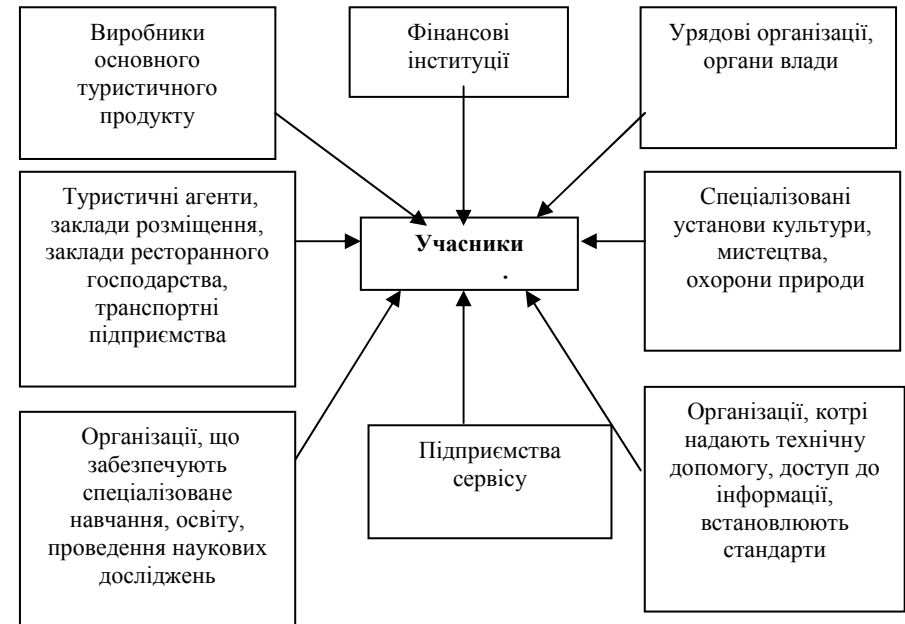 Виробники
основного
туристичного
продукту
Фінансові
інституції
Урядові організації,
органи влади
Туристичні агенти,
заклади розміщення,
заклади ресторанного
господарства,
транспортні
підприємства
Учасники
.
Спеціалізовані
установи культури,
мистецтва,
охорони природи
Організації, що
забезпечують
спеціалізоване
навчання, освіту,
проведення наукових
досліджень
Підприємства
сервісу
Організації, котрі
надають технічну
допомогу, доступ до
інформації,
встановлюють
стандарти